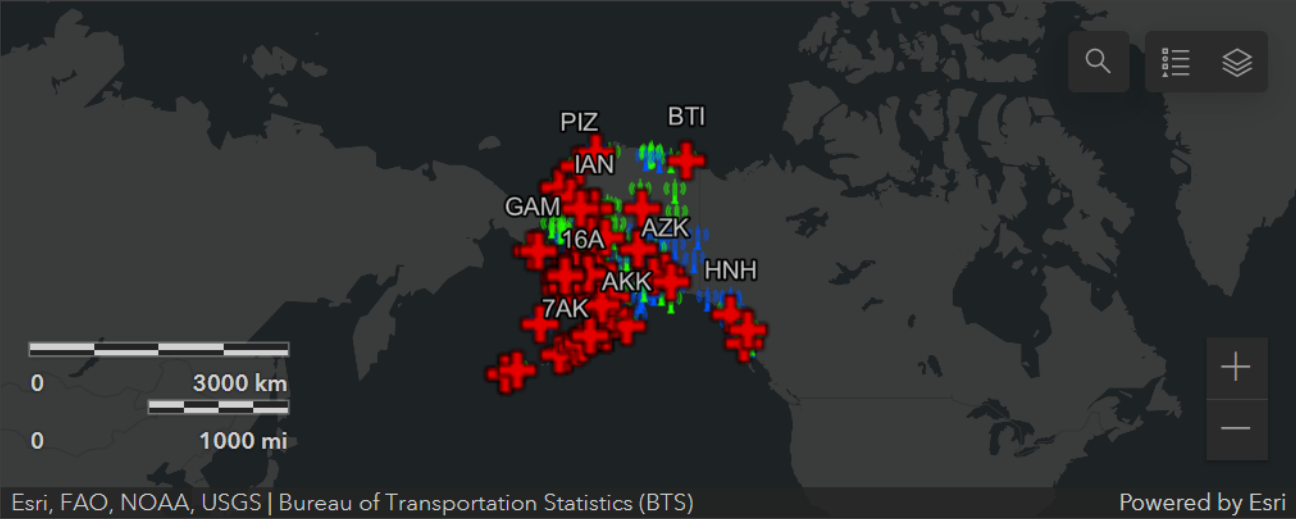 PIZ
BTI
IAN
GAM
AZK
16A
HNH
AKK
7AK
0 3000 km
0 1000 mi
Esri, FAO, NOAA, USGS | Bureau of Transportation Statistics (BTS)
Powered by Esri